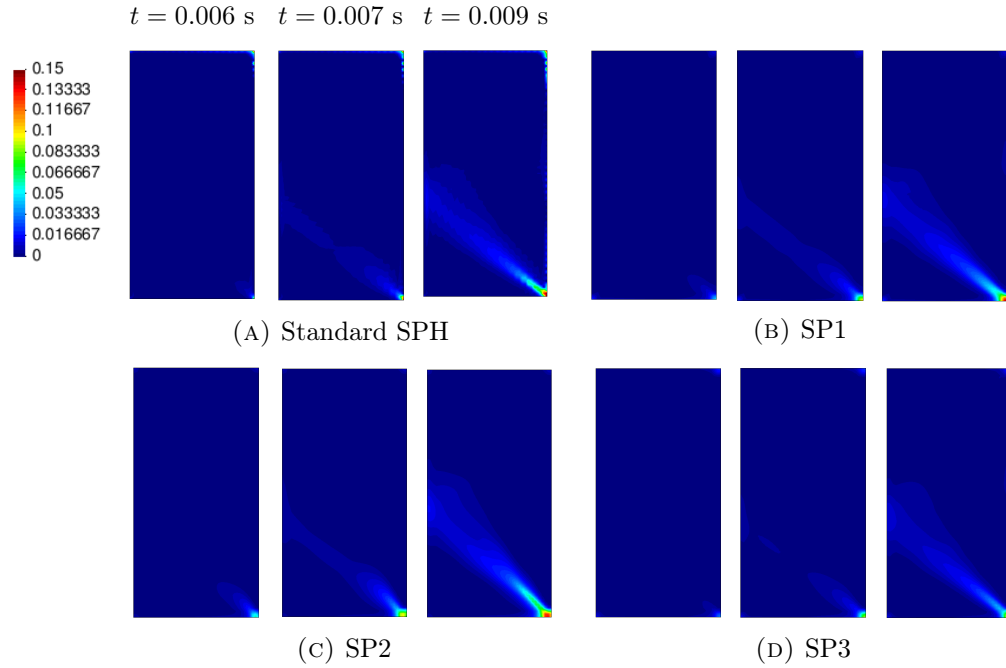 t = 0.006 s t = 0.007 s t = 0.009 s
0.15
0.13333
0.11667
0.1
0.083333
0.066667
0.05
0.033333
0.016667
0
(A) Standard SPH
(B) SP1
(C) SP2
(D) SP3